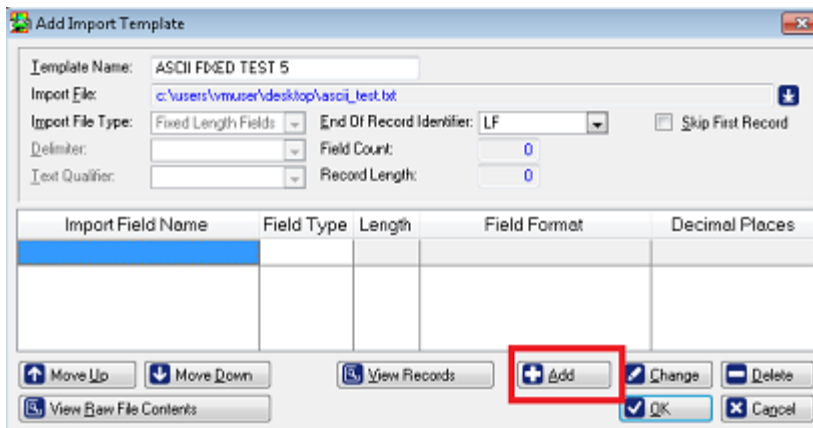 Add Import Template
Template Name: ASCII FIXED TEST 5
Import File: c:\users\vmuser\desktop\ascii_test.txt
Import File Type: Fixed Length Fields End Of Record Identifier: LF Skip First Record
Delimiter: Field Count: 0
Text Qualifier: Record Length: 0
Import Field Name Field Type Length Field Format Decimal Places
Move Up Move Down View Records Add Change Delete
View Raw File Contents OK Cancel